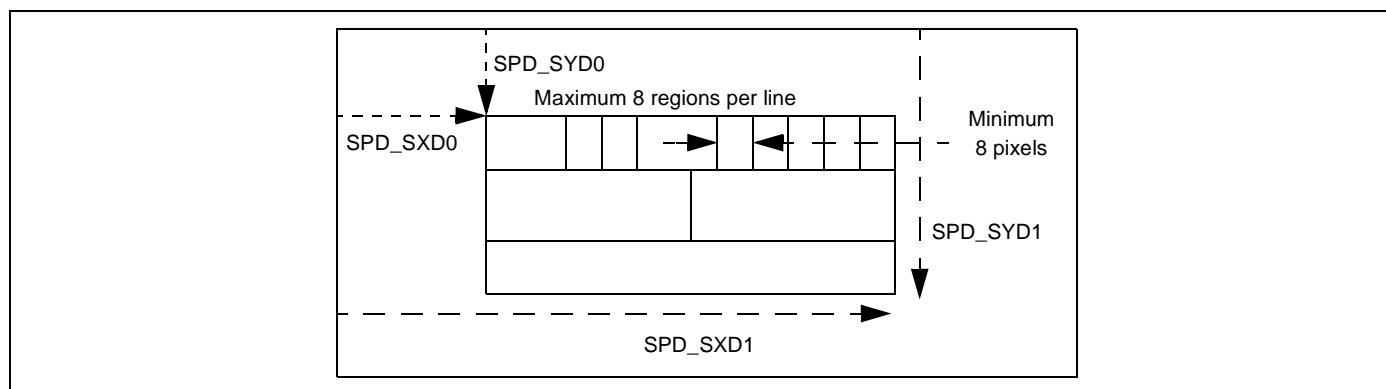 SPD_SYD0
Maximum 8 regions per line
SPD_SXD0
Minimum
8 pixels
SPD_SYD1
SPD_SXD1